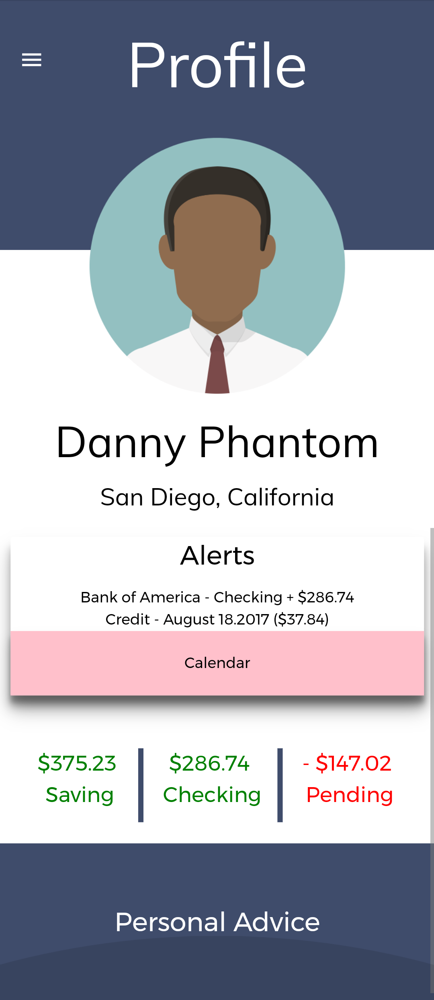 Profile
Danny Phantom
San Diego, California
Alerts
Bank of America - Checking + $286.74
Credit - August 18.2017 ($37.84)
Calendar
$375.23
Saving
$286.74
Checking
- $147.02
Pending
Personal Advice